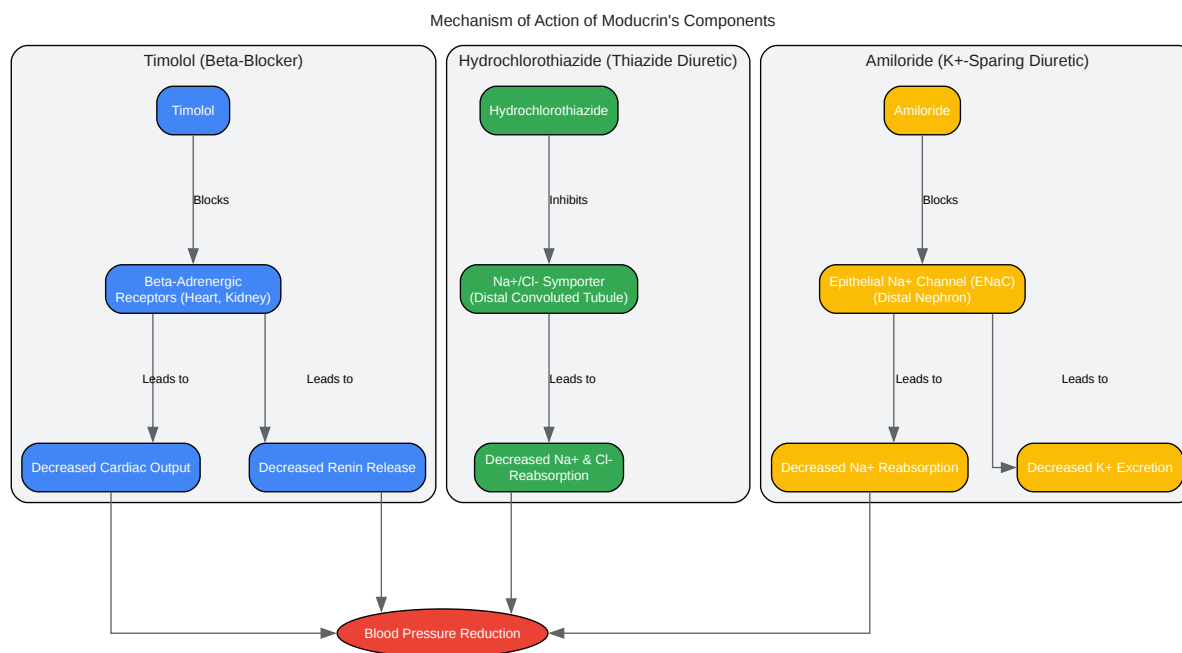 Mechanism of Action of Moducrin's Components
Timolol (Beta-Blocker)
Timolol
Blocks
Beta-Adrenergic
Receptors (Heart, Kidney)
Leads to
Leads to
Decreased Cardiac Output
Decreased Renin Release
Hydrochlorothiazide (Thiazide Diuretic)
Hydrochlorothiazide
Inhibits
Na+/Cl- Symporter
(Distal Convoluted Tubule)
Leads to
Decreased Na+ & Cl-
Reabsorption
Amiloride (K+-Sparing Diuretic)
Amiloride
Blocks
Epithelial Na+ Channel (ENaC)
(Distal Nephron)
Leads to
Leads to
Decreased Na+ Reabsorption
Decreased K+ Excretion
Blood Pressure Reduction